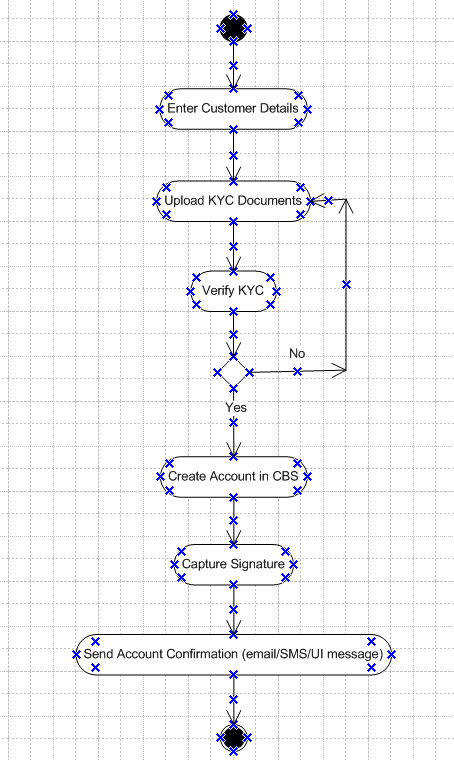 Enter Customer Details
Upload KYC Documents
Verify KYC
No
Yes
Create Account in CBS
Capture Signature
Send Account Confirmation (email/SMS/UI message)